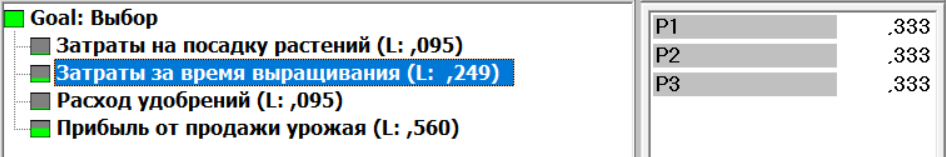 Goal: Выбор
Затраты на посадку растений (L: ,095)
Затраты за время выращивания (L: ,249)
Расход удобрений (L: ,095)
Прибыль от продажи урожая (L: ,560)
P1 ,333
P2 ,333
P3 ,333